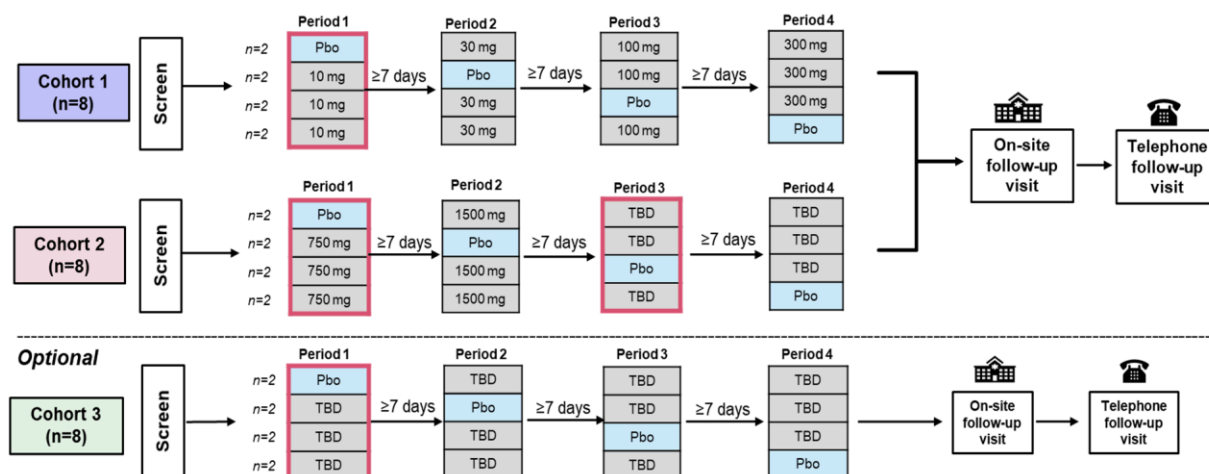 Period 1
Period 2
Period 3
Period 4
Cohort 1
(n=8)
Screen
n=2 Pbo 30 mg 100 mg 300 mg
n=2 10 mg ≥7 days Pbo ≥7 days 100 mg ≥7 days 300 mg
n=2 10 mg 30 mg Pbo 300 mg
n=2 10 mg 30 mg 100 mg Pbo
On-site
follow-up
visit
Telephone
follow-up
visit
Period 1
Period 2
Period 3
Period 4
Cohort 2
(n=8)
Screen
n=2 Pbo 1500 mg TBD TBD
n=2 750 mg ≥7 days Pbo ≥7 days TBD ≥7 days TBD
n=2 750 mg 1500 mg Pbo TBD
n=2 750 mg 1500 mg TBD Pbo
Optional
Period 1
Period 2
Period 3
Period 4
Cohort 3
(n=8)
Screen
n=2 Pbo TBD TBD TBD
n=2 TBD ≥7 days Pbo ≥7 days TBD ≥7 days TBD
n=2 TBD TBD Pbo TBD
n=2 TBD TBD TBD Pbo
On-site
follow-up
visit
Telephone
follow-up
visit